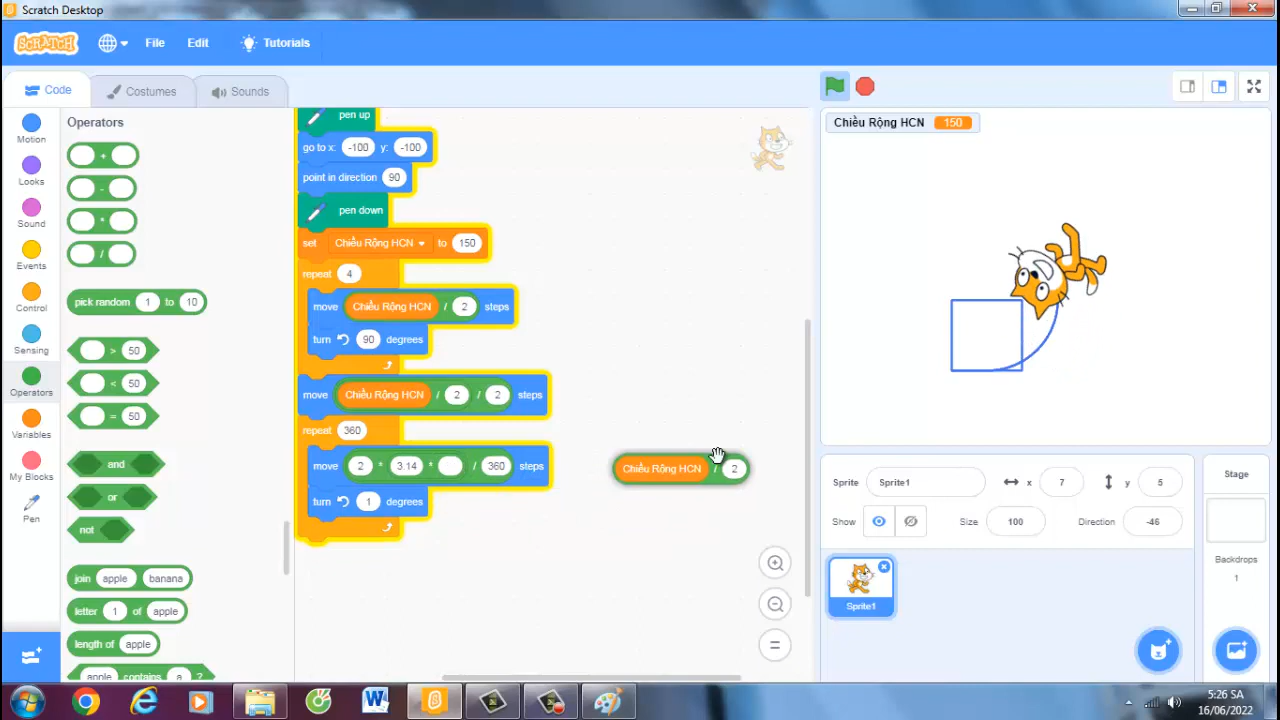 Scratch Desktop
SCRATCH File Edit Tutorials
Code Costumes Sounds
Motion
Looks
Sound
Events
Control
Sensing
Operators
Variables
My Blocks
Pen
Operators
+
-
*
/
pick random 1 to 10
> 50
< 50
= 50
and
or
not
join apple banana
letter 1 of apple
length of apple
apple contains a ?
pen up
go to x: -100 y: -100
point in direction 90
pen down
set Chiều Rộng HCN to 150
repeat 4
move Chiều Rộng HCN / 2 steps
turn 90 degrees
move Chiều Rộng HCN / 2 / 2 steps
repeat 360
move 2 * 3.14 * / 360 steps
turn 1 degrees
Chiều Rộng HCN / 2
Chiều Rộng HCN 150
Sprite Sprite1 x 7 y 5
Show Size 100 Direction -46
Sprite1
Stage
Backdrops
1
5:26 SA
16/06/2022